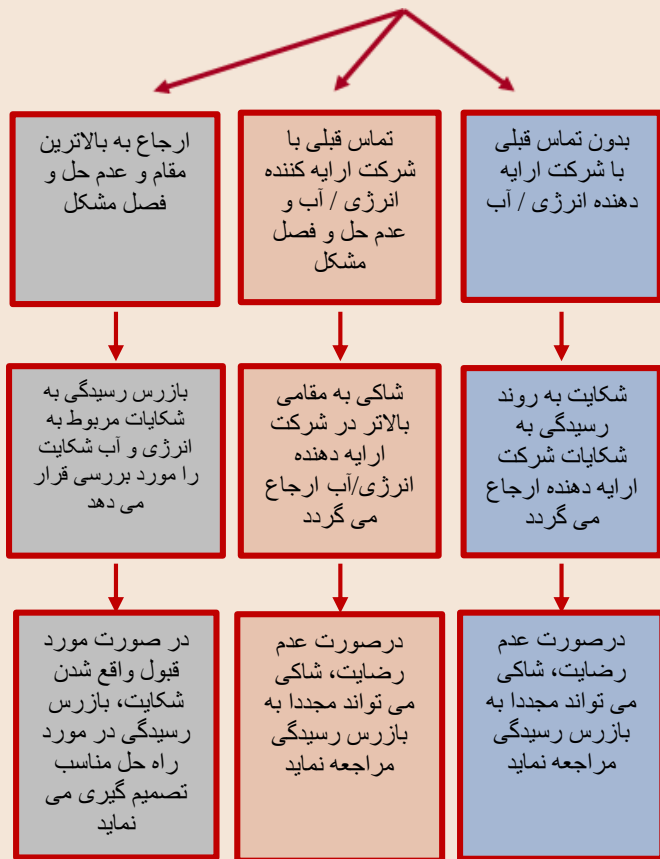 بدون تماس قبلی
با شرکت ارایه
دهنده انرژی / آب
شکایت به روند
رسیدگی به
شکایات شرکت
ارایه دهنده ارجاع
می گردد
درصورت عدم
رضایت، شاکی
می تواند مجددا به
بازرس رسیدگی
مراجعه نماید
تماس قبلی با
شرکت ارایه کننده
انرژی / آب و
عدم حل و فصل
مشکل
شاکی به مقامی
بالاتر در شرکت
ارایه دهنده
انرژی/آب ارجاع
می گردد
درصورت عدم
رضایت، شاکی
می تواند مجددا به
بازرس رسیدگی
مراجعه نماید
ارجاع به بالاترین
مقام و عدم حل و
فصل مشکل
بازرس رسیدگی به
شکایات مربوط به
انرژی و آب شکایت
را مورد بررسی قرار
می دهد
در صورت مورد
قبول واقع شدن
شکایت، بازرس
رسیدگی در مورد
راه حل مناسب
تصمیم گیری می
نماید